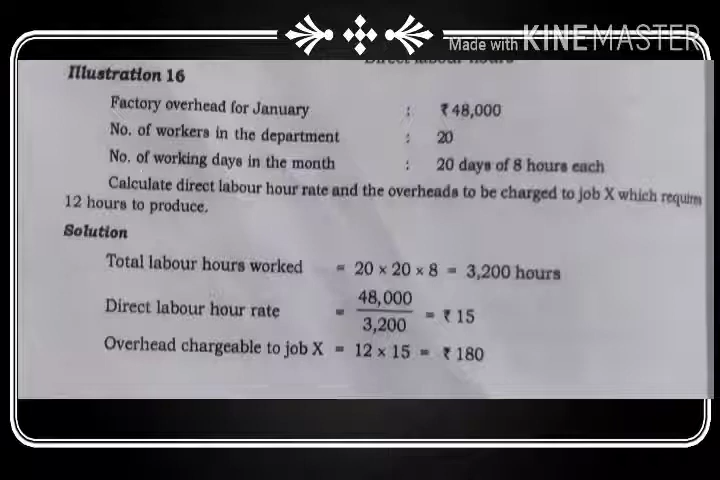 Made with KINEMASTER
Direct labour hours
Illustration 16
Factory overhead for January : ₹ 48,000
No. of workers in the department : 20
No. of working days in the month : 20 days of 8 hours each
Calculate direct labour hour rate and the overheads to be charged to job X which requires
12 hours to produce.
Solution
Total labour hours worked = 20 × 20 × 8 = 3,200 hours
Direct labour hour rate = 48,000 / 3,200 = ₹ 15
Overhead chargeable to job X = 12 × 15 = ₹ 180